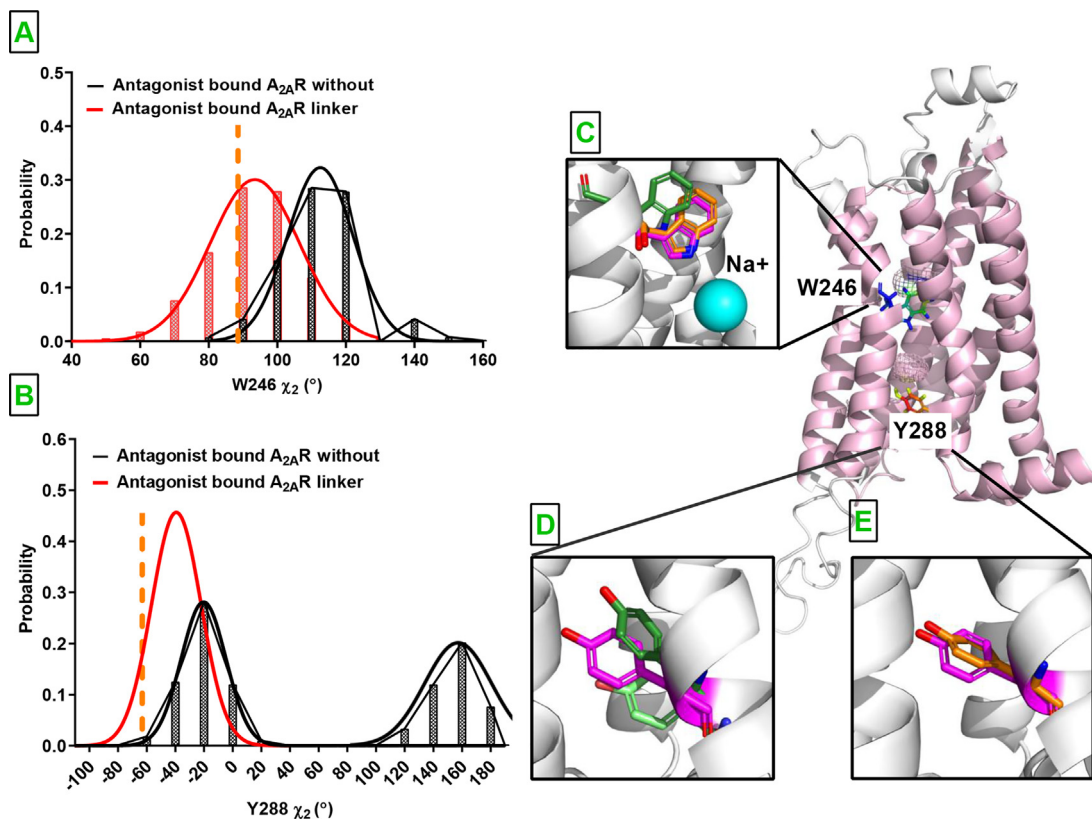 A
Antagonist bound A2AR without
Antagonist bound A2AR linker
Probability
0.5
0.4
0.3
0.2
0.1
0.0
40 60 80 100 120 140 160
W246 χ2 (°)
B
Antagonist bound A2AR without
Antagonist bound A2AR linker
Probability
0.6
0.5
0.4
0.3
0.2
0.1
0.0
-100 -80 -60 -40 -20 0 20 40 60 80 100 120 140 160 180
Y288 χ2 (°)
C
Na+
W246
Y288
D
E